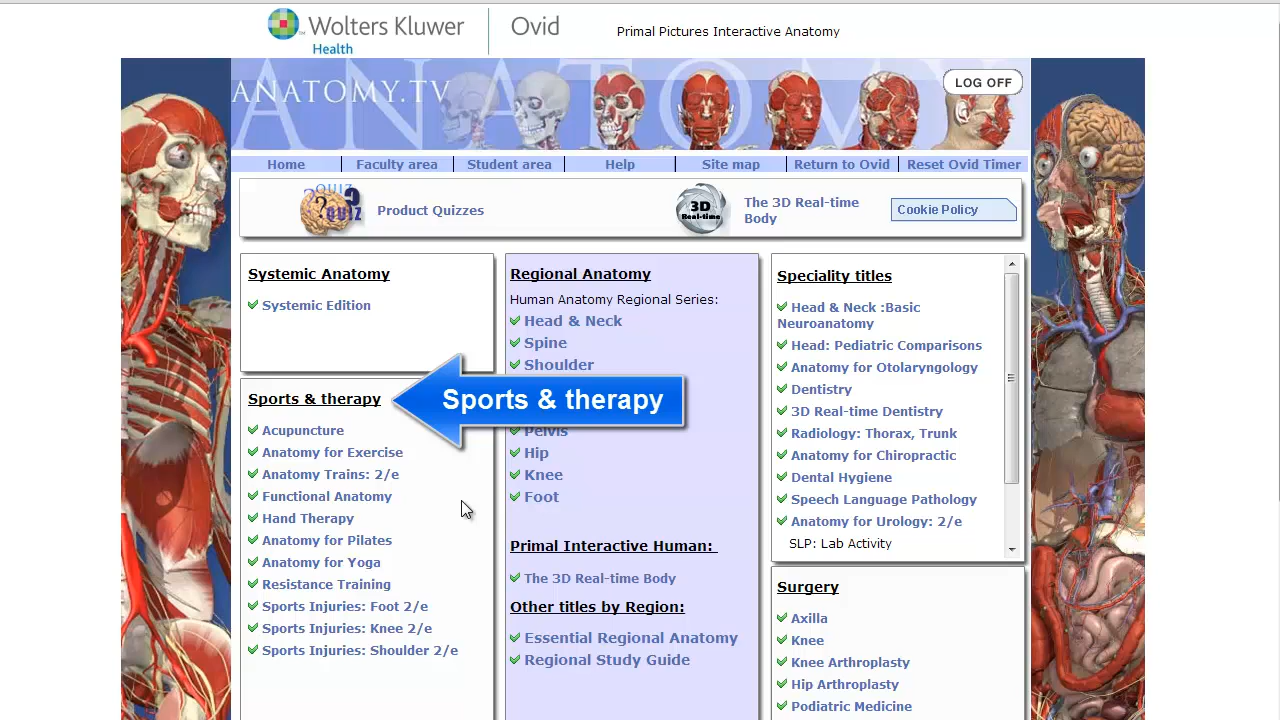 Wolters Kluwer
Health
Ovid
Primal Pictures Interactive Anatomy
ANATOMY.TV
ANATOMY
LOG OFF
Home
Faculty area
Student area
Help
Site map
Return to Ovid
Reset Ovid Timer
QUIZ
QUIZ
Product Quizzes
3D
Real-time
The 3D Real-time
Body
Cookie Policy
Systemic Anatomy
Systemic Edition
Sports & therapy
Acupuncture
Anatomy for Exercise
Anatomy Trains: 2/e
Functional Anatomy
Hand Therapy
Anatomy for Pilates
Anatomy for Yoga
Resistance Training
Sports Injuries: Foot 2/e
Sports Injuries: Knee 2/e
Sports Injuries: Shoulder 2/e
Sports & therapy
Regional Anatomy
Human Anatomy Regional Series:
Head & Neck
Spine
Shoulder
Pelvis
Hip
Knee
Foot
Primal Interactive Human:
The 3D Real-time Body
Other titles by Region:
Essential Regional Anatomy
Regional Study Guide
Speciality titles
Head & Neck :Basic
Neuroanatomy
Head: Pediatric Comparisons
Anatomy for Otolaryngology
Dentistry
3D Real-time Dentistry
Radiology: Thorax, Trunk
Anatomy for Chiropractic
Dental Hygiene
Speech Language Pathology
Anatomy for Urology: 2/e
SLP: Lab Activity
Surgery
Axilla
Knee
Knee Arthroplasty
Hip Arthroplasty
Podiatric Medicine